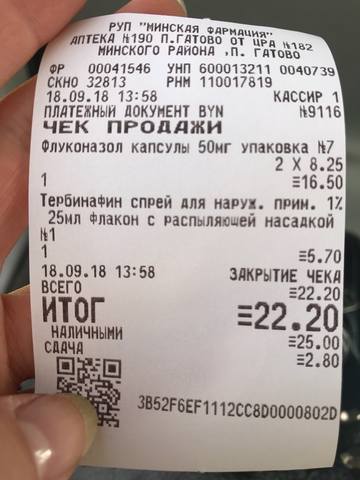 РУП "МИНСКАЯ ФАРМАЦИЯ"
АПТЕКА №190 П.ГАТОВО ОТ ЦРА №182
МИНСКОГО РАЙОНА ,П. ГАТОВО
ФР 00041546 УНП 600013211 0040739
СКНО 32813 РНМ 110017819
18.09.18 13:58 КАССИР 1
ПЛАТЕЖНЫЙ ДОКУМЕНТ BYN №9116
ЧЕК ПРОДАЖИ
Флуконазол капсулы 50мг упаковка №7
2 X 8.25
1 ≡16.50
Тербинафин спрей для наруж. прим. 1%
25мл флакон с распыляющей насадкой
№1
1 ≡5.70
18.09.18 13:58 ЗАКРЫТИЕ ЧЕКА
ВСЕГО ≡22.20
ИТОГ ≡22.20
НАЛИЧНЫМИ ≡25.00
СДАЧА ≡2.80
3B52F6EF1112CC8D0000802D